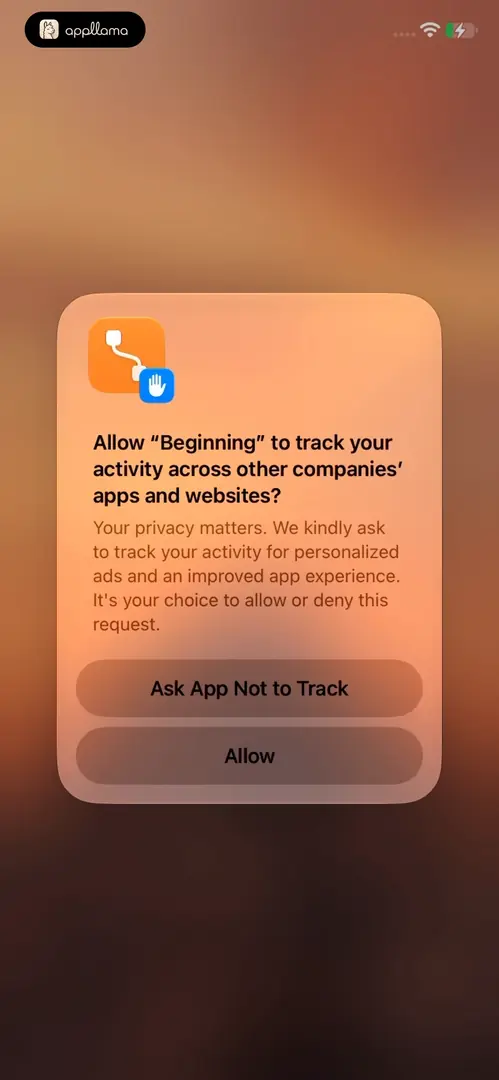 appllama
Allow “Beginning” to track your
activity across other companies’
apps and websites?
Your privacy matters. We kindly ask
to track your activity for personalized
ads and an improved app experience.
It's your choice to allow or deny this
request.
Ask App Not to Track
Allow